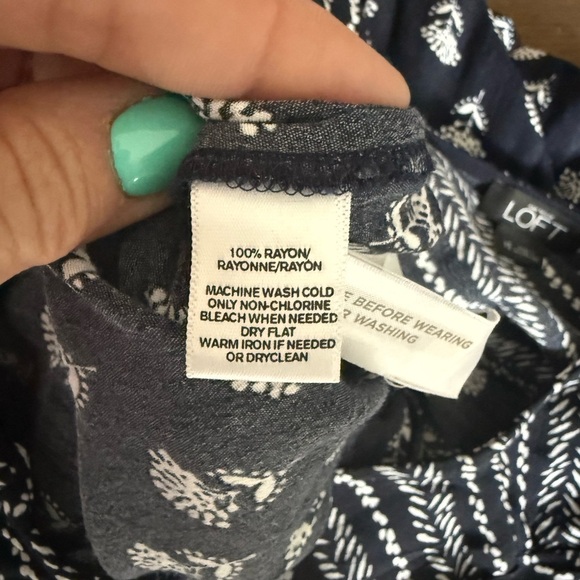 100% RAYON/
RAYONNE/RAYÓN
MACHINE WASH COLD
ONLY NON-CHLORINE
BLEACH WHEN NEEDED
DRY FLAT
WARM IRON IF NEEDED
OR DRYCLEAN
BEFORE WEARING
WASHING
LOFT